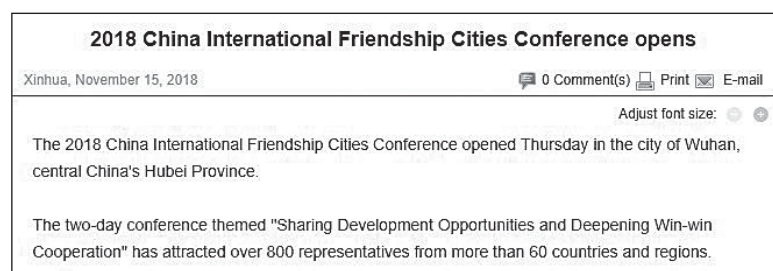 2018 China International Friendship Cities Conference opens
Xinhua, November 15, 2018 0 Comment(s) Print E-mail
Adjust font size:
The 2018 China International Friendship Cities Conference opened Thursday in the city of Wuhan,
central China's Hubei Province.
The two-day conference themed "Sharing Development Opportunities and Deepening Win-win
Cooperation" has attracted over 800 representatives from more than 60 countries and regions.